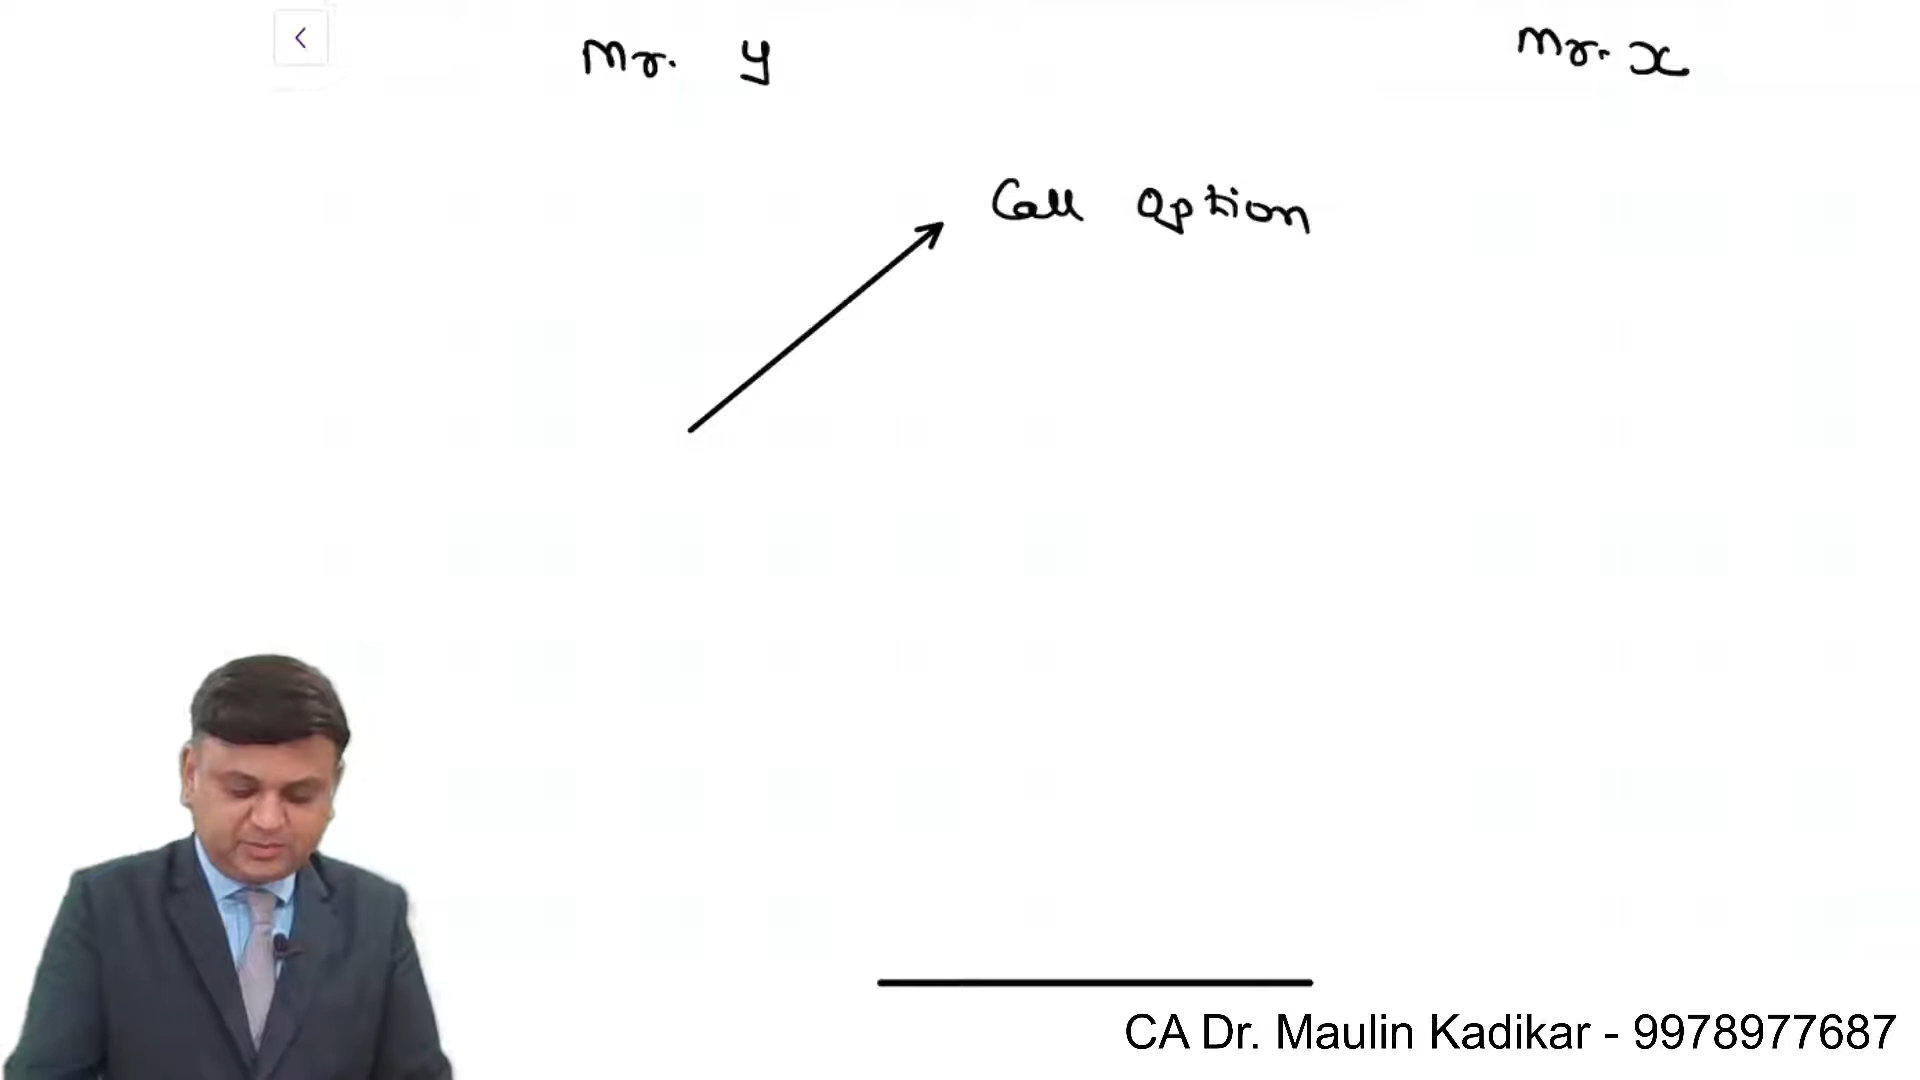 Mr. y
Mr. x
Call Option
CA Dr. Maulin Kadikar - 9978977687